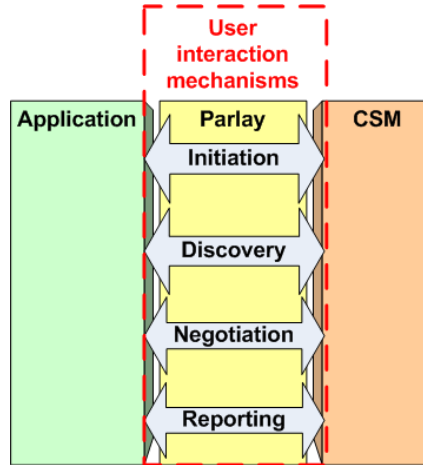 User
interaction
mechanisms
Application
Parlay
CSM
Initiation
Discovery
Negotiation
Reporting